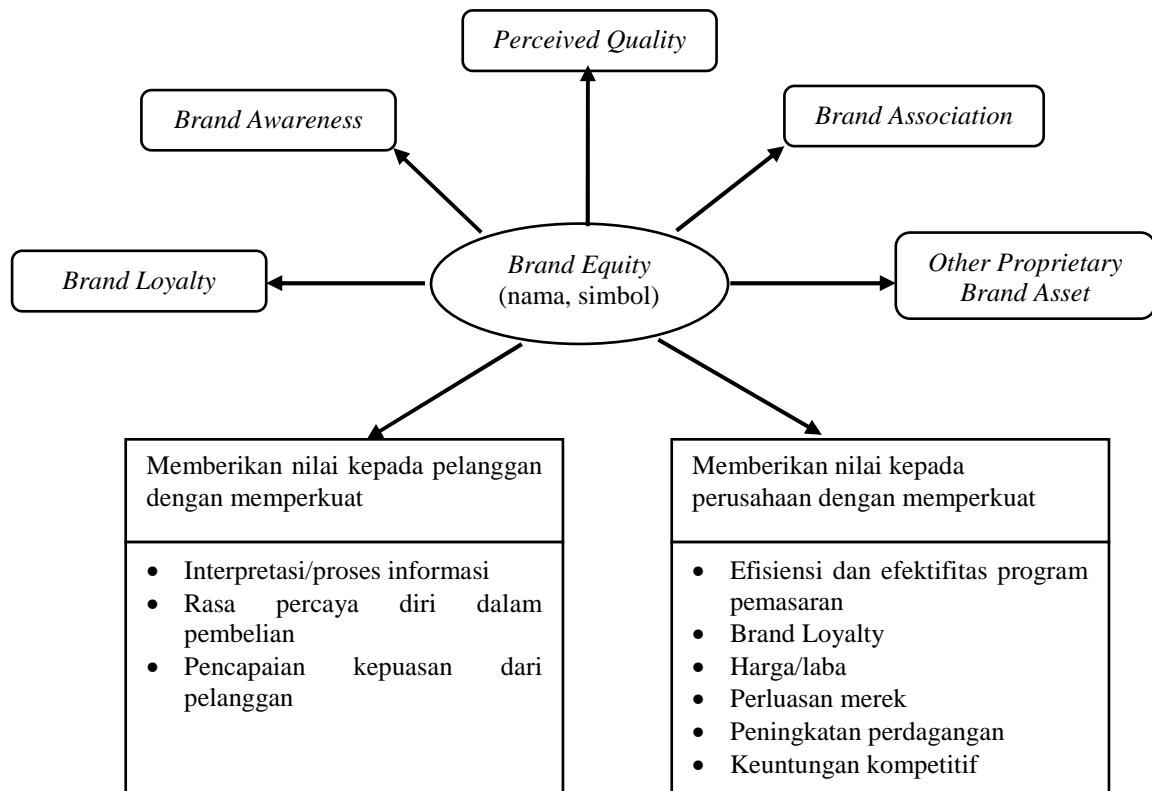 Perceived Quality
Brand Awareness
Brand Association
Brand Loyalty
Brand Equity
(nama, simbol)
Other Proprietary
Brand Asset
Memberikan nilai kepada pelanggan
dengan memperkuat
• Interpretasi/proses informasi
• Rasa percaya diri dalam
pembelian
• Pencapaian kepuasan dari
pelanggan
Memberikan nilai kepada
perusahaan dengan memperkuat
• Efisiensi dan efektifitas program
pemasaran
• Brand Loyalty
• Harga/laba
• Perluasan merek
• Peningkatan perdagangan
• Keuntungan kompetitif